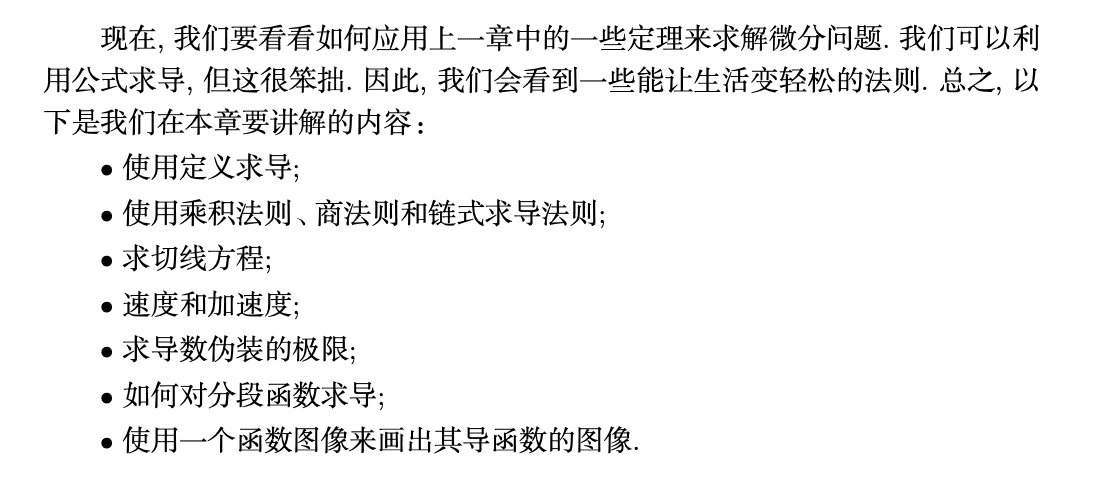 现在, 我们要看看如何应用上一章中的一些定理来求解微分问题. 我们可以利
用公式求导, 但这很笨拙. 因此, 我们会看到一些能让生活变轻松的法则. 总之, 以
下是我们在本章要讲解的内容：
• 使用定义求导;
• 使用乘积法则、商法则和链式求导法则;
• 求切线方程;
• 速度和加速度;
• 求导数伪装的极限;
• 如何对分段函数求导;
• 使用一个函数图像来画出其导函数的图像.